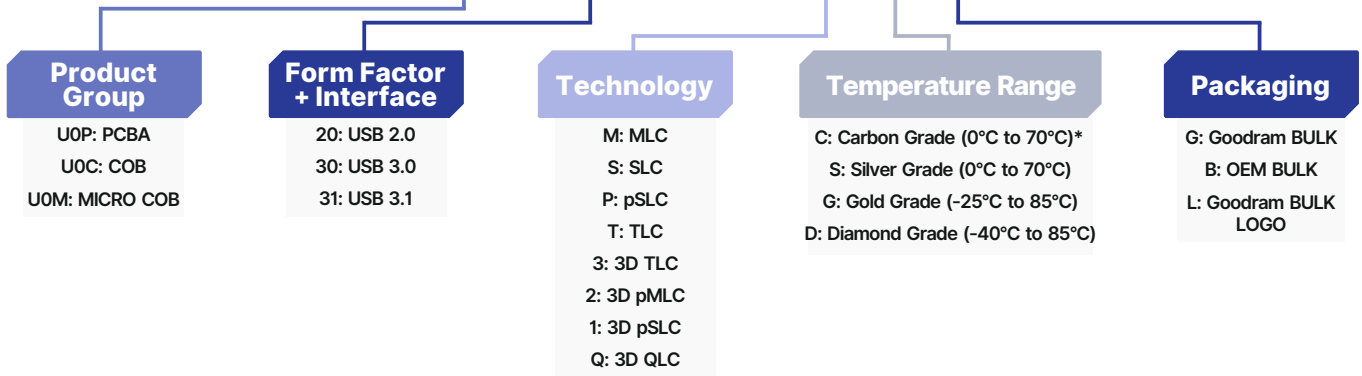 Product
Group
U0P: PCBA
U0C: COB
U0M: MICRO COB
Form Factor
+ Interface
20: USB 2.0
30: USB 3.0
31: USB 3.1
Technology
M: MLC
S: SLC
P: pSLC
T: TLC
3: 3D TLC
2: 3D pMLC
1: 3D pSLC
Q: 3D QLC
Temperature Range
C: Carbon Grade (0°C to 70°C)*
S: Silver Grade (0°C to 70°C)
G: Gold Grade (-25°C to 85°C)
D: Diamond Grade (-40°C to 85°C)
Packaging
G: Goodram BULK
B: OEM BULK
L: Goodram BULK
LOGO